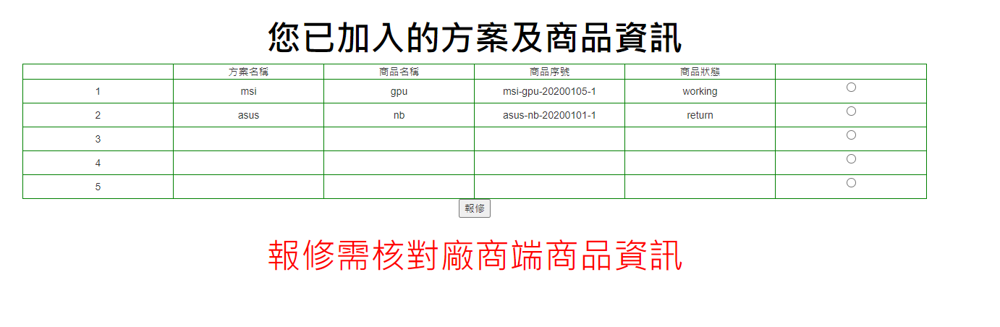 您已加入的方案及商品資訊
方案名稱 商品名稱 商品序號 商品狀態
1 msi gpu msi-gpu-20200105-1 working
2 asus nb asus-nb-20200101-1 return
3
4
5
報修
報修需核對廠商端商品資訊